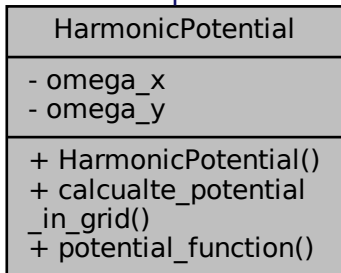 HarmonicPotential
- omega_x
- omega_y
+ HarmonicPotential()
+ calcualte_potential
_in_grid()
+ potential_function()